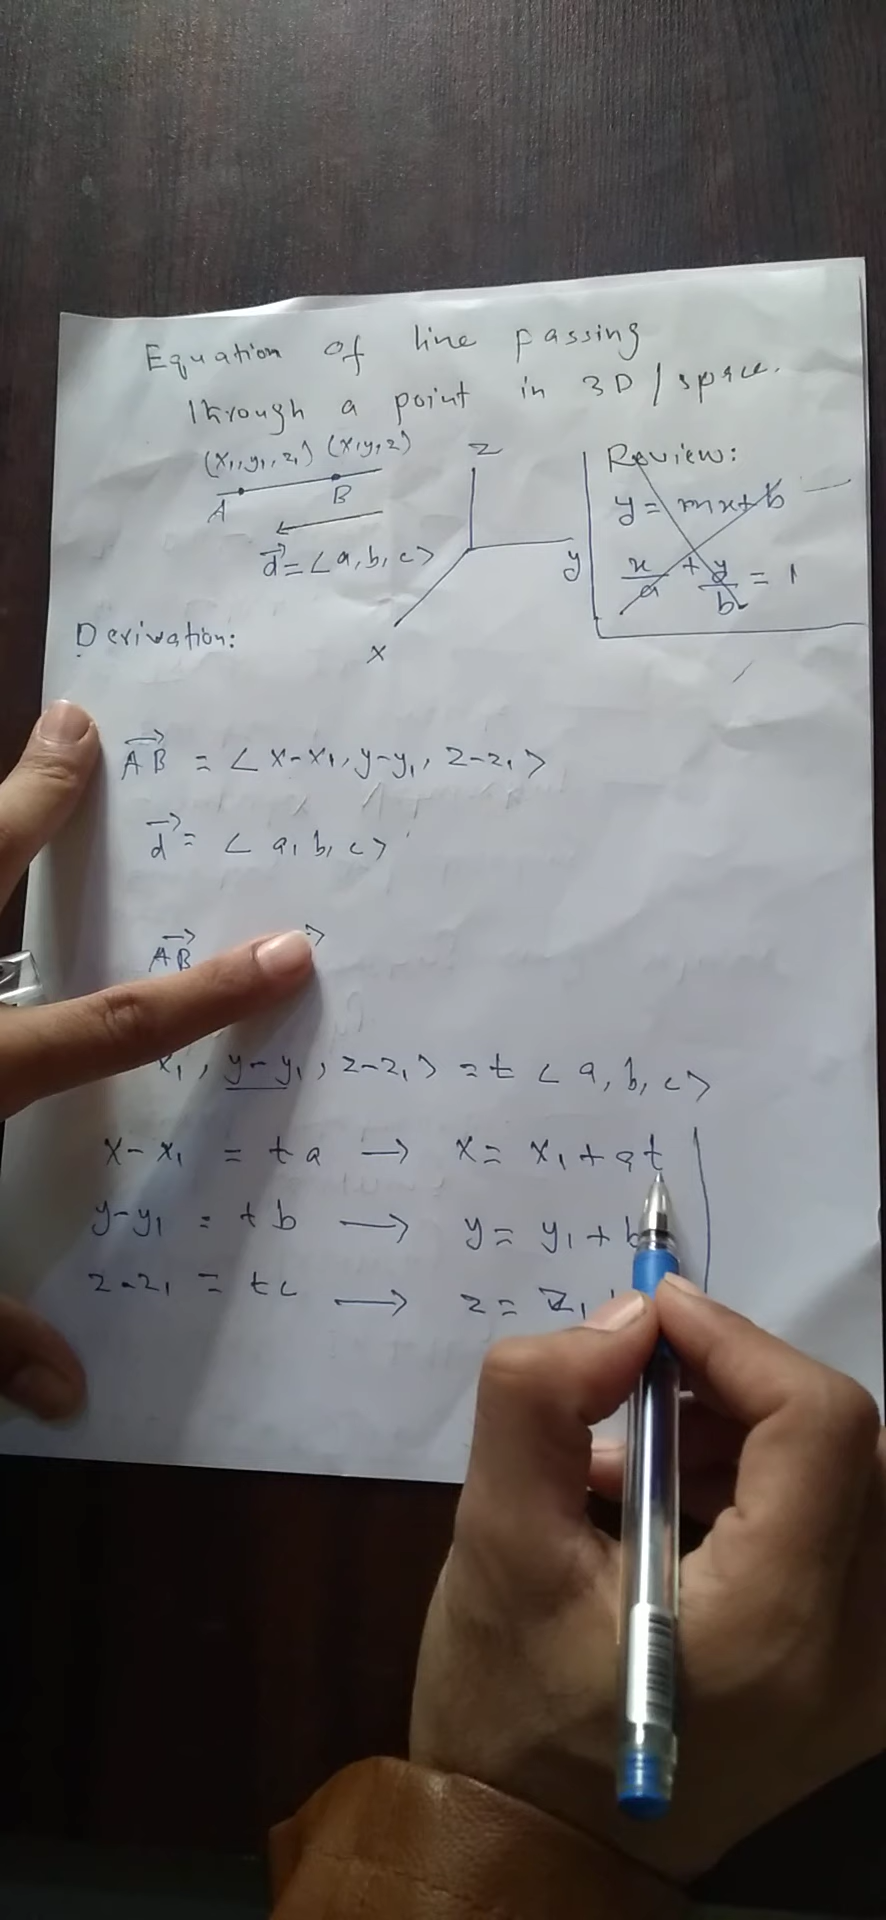 Equation of line passing
through a point in 3D / space.
(x₁, y₁, z₁) (x, y, z)
A B
d⃗ = < a, b, c >
z
y
x
Review:
y = mx + b
x/a + y/b = 1
Derivation:
AB⃗ = < x - x₁, y - y₁, z - z₁ >
d⃗ = < a, b, c >
AB⃗
x₁, y - y₁, z - z₁ > = t < a, b, c >
x - x₁ = ta → x = x₁ + at
y - y₁ = tb → y = y₁ + b
z - z₁ = tc → z = z₁